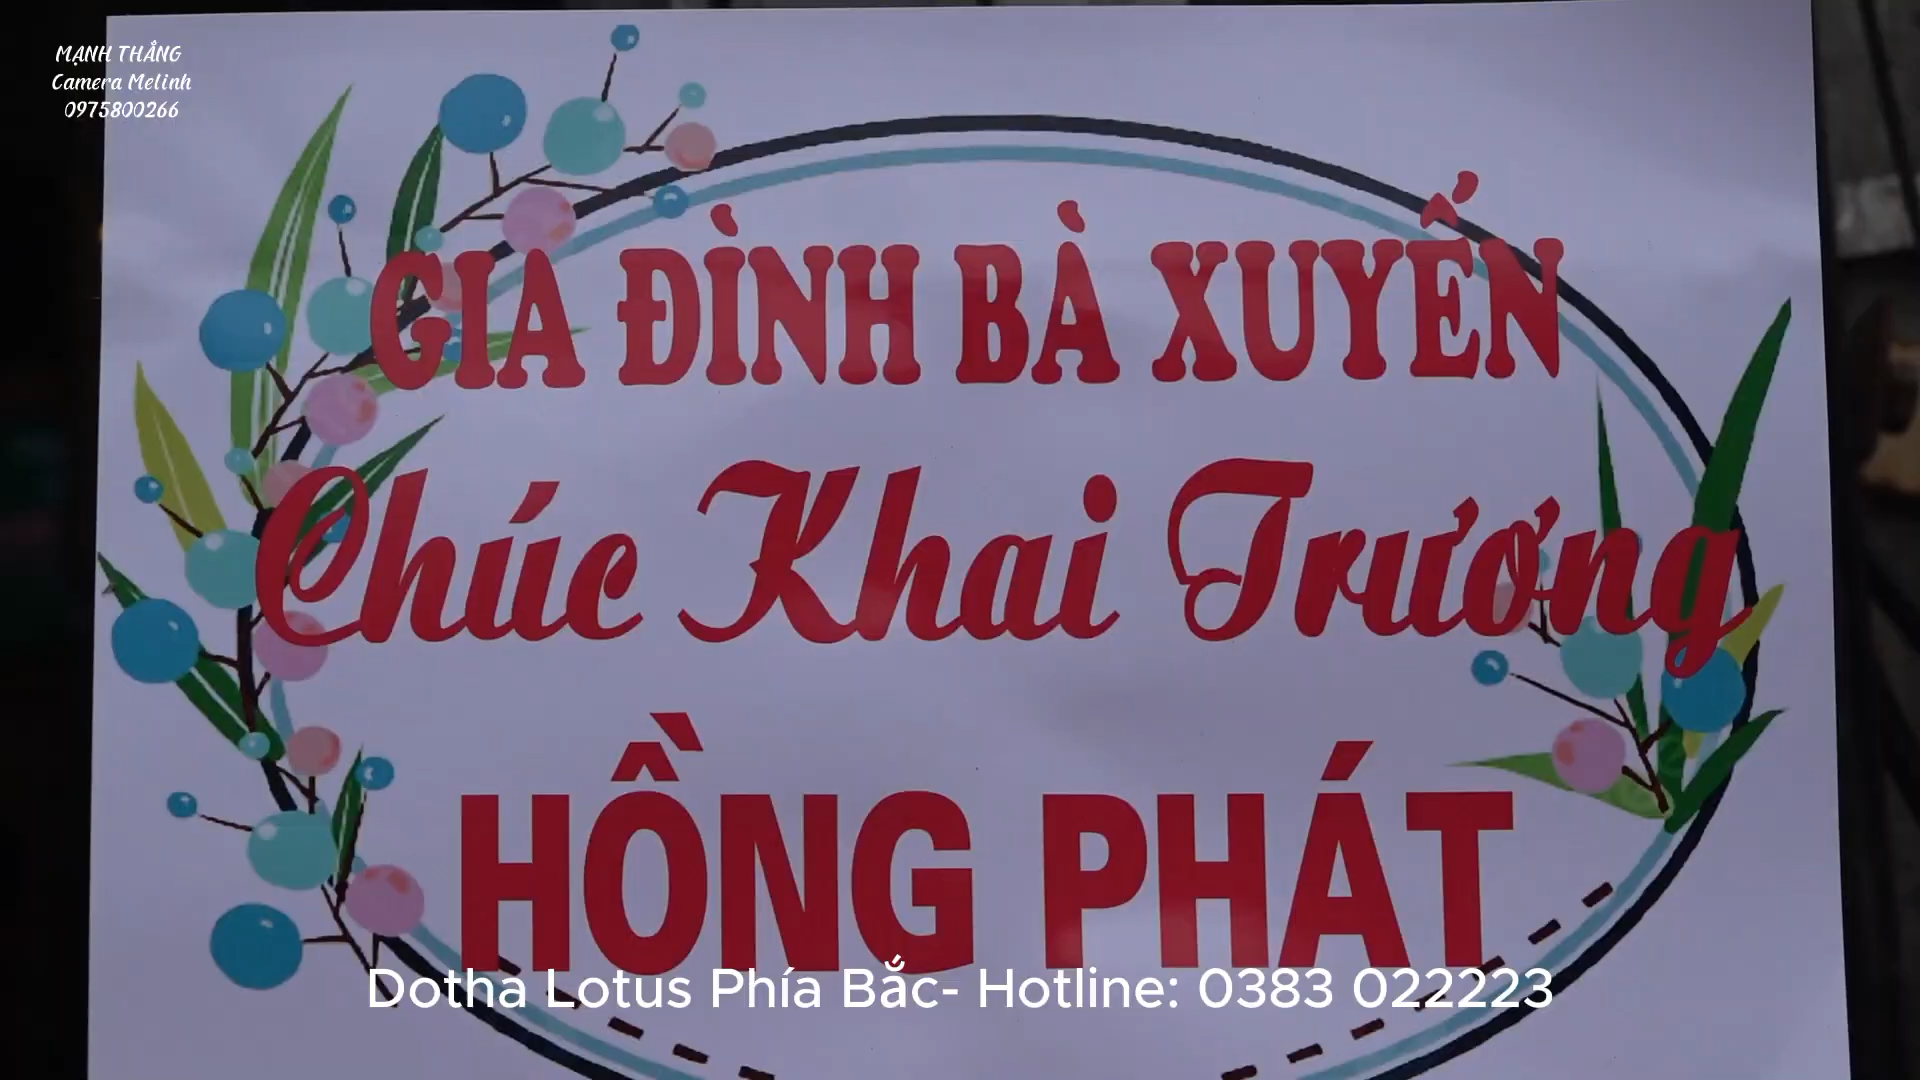 MẠNH THẮNG
Camera Melinh
0975800266
GIA ĐÌNH BÀ XUYẾN
Chúc Khai Trương
HỒNG PHÁT
Dotha Lotus Phía Bắc- Hotline: 0383 022223